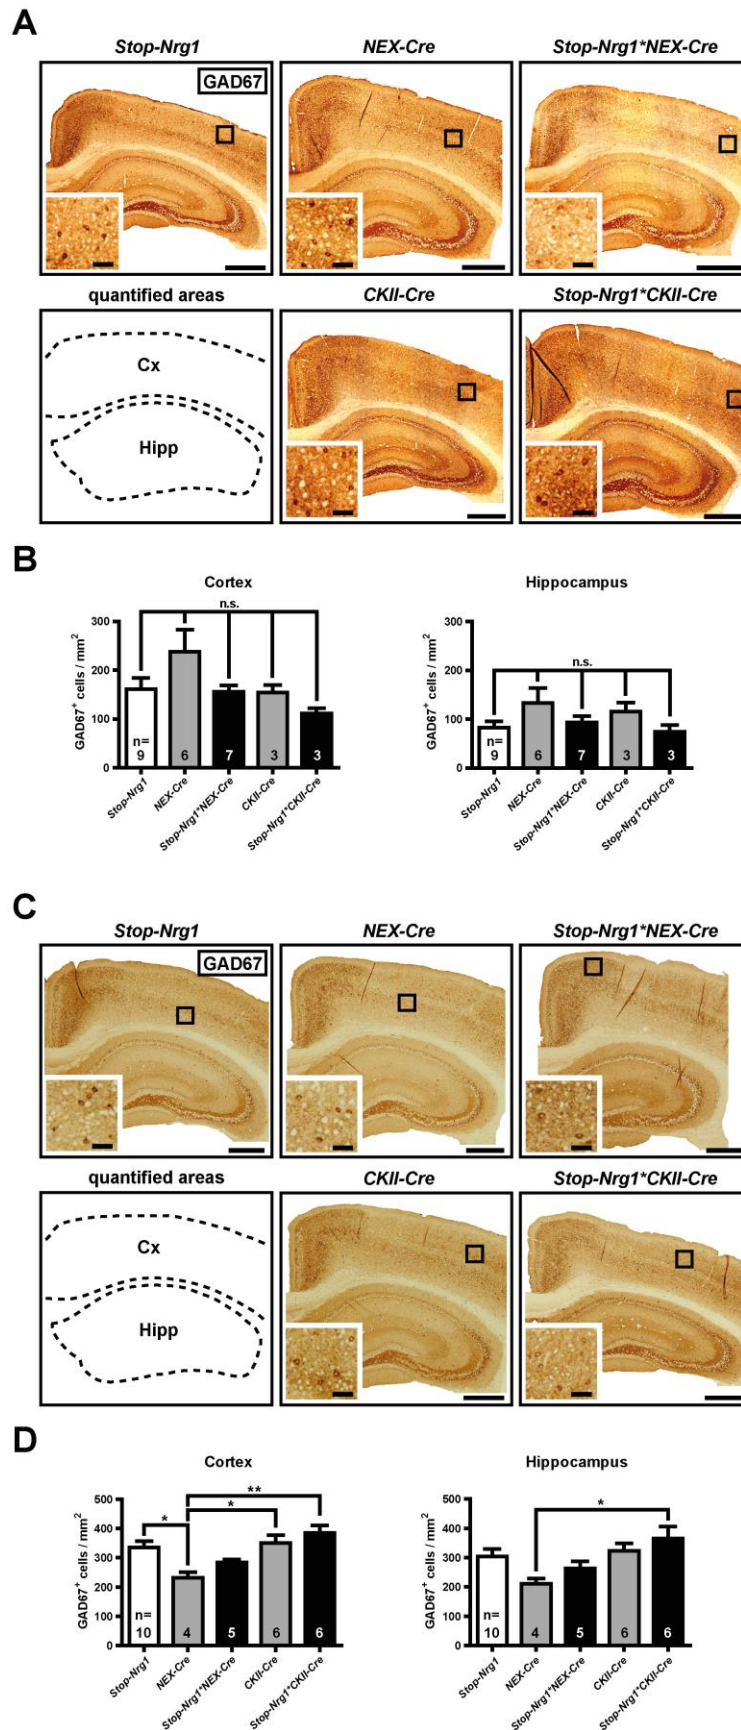 A
Stop-Nrg1 NEX-Cre Stop-Nrg1*NEX-Cre
GAD67
quantified areas CKII-Cre Stop-Nrg1*CKII-Cre
Cx
Hipp
B
Cortex
GAD67+ cells / mm2
300
200
100
0
n.s.
n=
9 6 7 3 3
Stop-Nrg1
NEX-Cre
Stop-Nrg1*NEX-Cre
CKII-Cre
Stop-Nrg1*CKII-Cre
Hippocampus
GAD67+ cells / mm2
300
200
100
0
n.s.
n=
9 6 7 3 3
Stop-Nrg1
NEX-Cre
Stop-Nrg1*NEX-Cre
CKII-Cre
Stop-Nrg1*CKII-Cre
C
Stop-Nrg1 NEX-Cre Stop-Nrg1*NEX-Cre
GAD67
quantified areas CKII-Cre Stop-Nrg1*CKII-Cre
Cx
Hipp
D
Cortex
GAD67+ cells / mm2
500
400
300
200
100
0
**
*
*
n=
10 4 5 6 6
Stop-Nrg1
NEX-Cre
Stop-Nrg1*NEX-Cre
CKII-Cre
Stop-Nrg1*CKII-Cre
Hippocampus
GAD67+ cells / mm2
500
400
300
200
100
0
*
n=
10 4 5 6 6
Stop-Nrg1
NEX-Cre
Stop-Nrg1*NEX-Cre
CKII-Cre
Stop-Nrg1*CKII-Cre